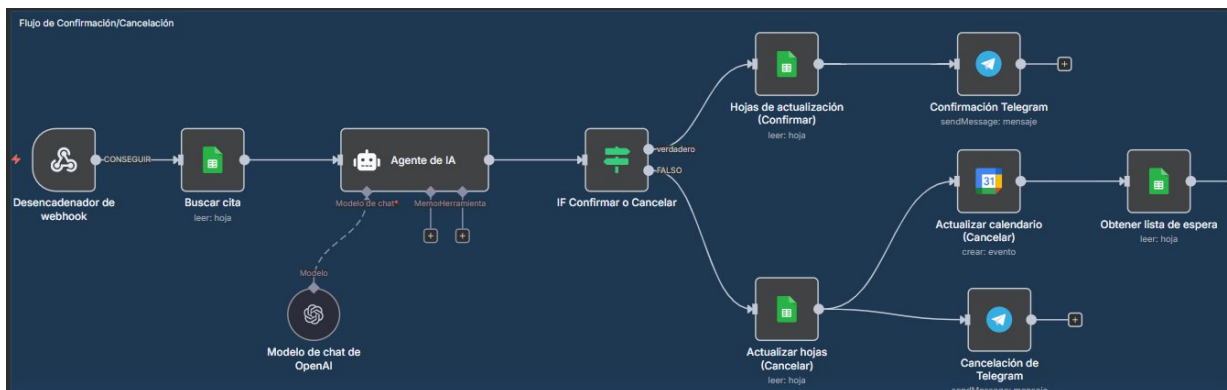 Flujo de Confirmación/Cancelación
CONSEGUIR
Desencadenador de
webhook
Buscar cita
leer: hoja
Agente de IA
Modelo de chat*
Memo
Herramienta
Modelo
Modelo de chat de
OpenAI
IF Confirmar o Cancelar
verdadero
FALSO
Hojas de actualización
(Confirmar)
leer: hoja
Confirmación Telegram
sendMessage: mensaje
31
Actualizar calendario
(Cancelar)
crear: evento
Obtener lista de espera
leer: hoja
Actualizar hojas
(Cancelar)
leer: hoja
Cancelación de
Telegram
sendMessage: mensaje